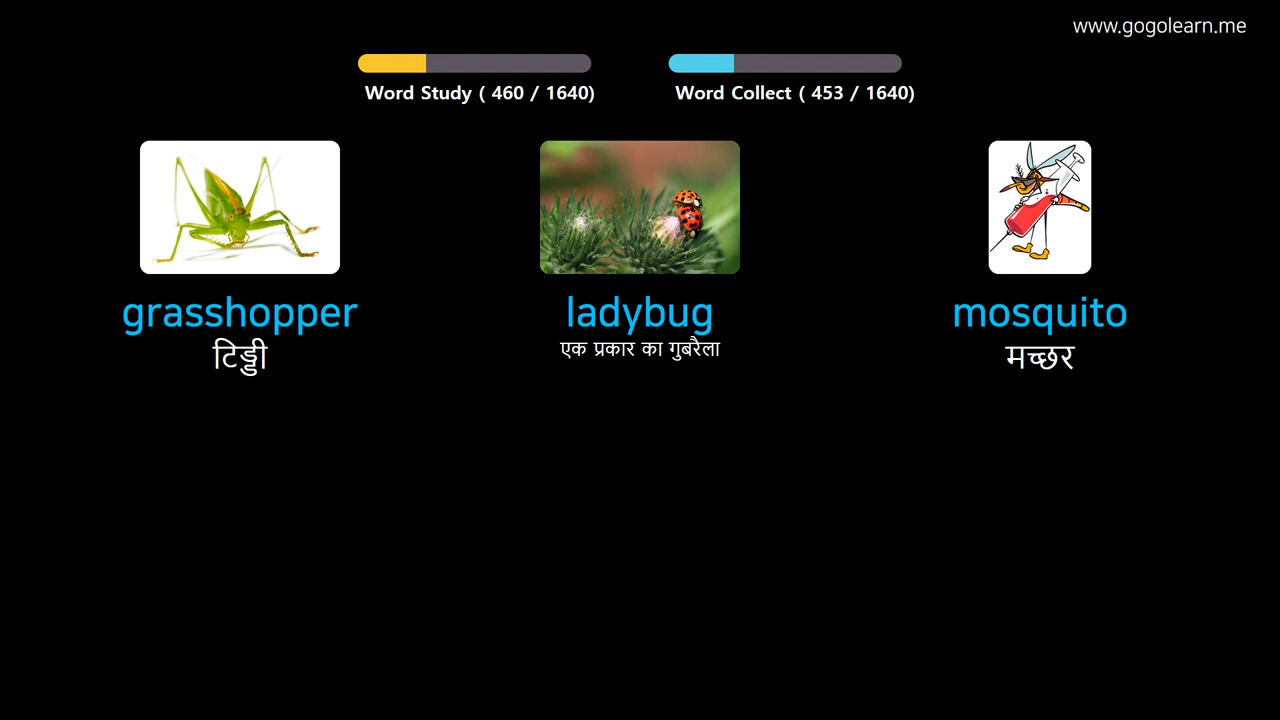 www.gogolearn.me
Word Study ( 460 / 1640)
Word Collect ( 453 / 1640)
grasshopper
टिड्डी
ladybug
एक प्रकार का गुबरैला
mosquito
मच्छर